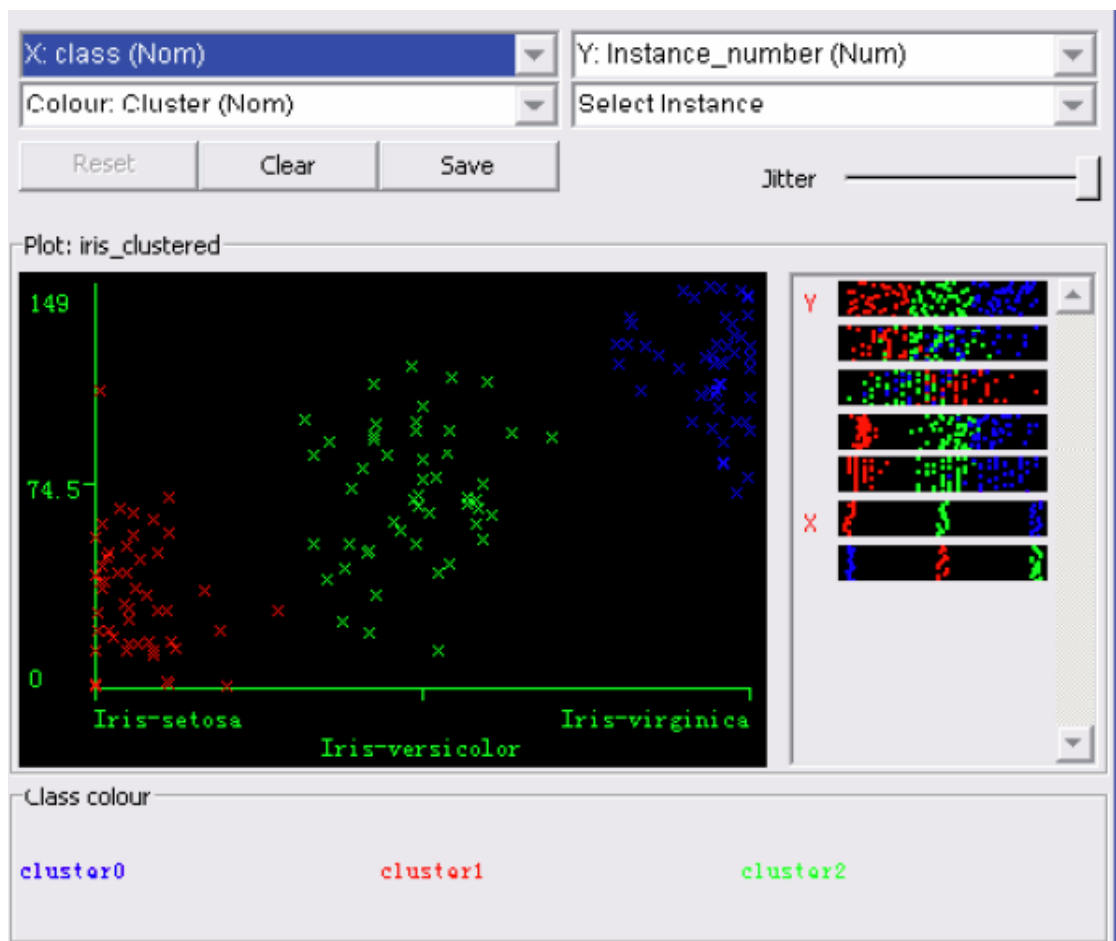 X: class (Nom)
Y: Instance_number (Num)
Colour: Cluster (Nom)
Select Instance
Reset
Clear
Save
Jitter
Plot: iris_clustered
149
74.5
0
Iris-setosa
Iris-versicolor
Iris-virginica
Y
X
Class colour
cluster0
cluster1
cluster2